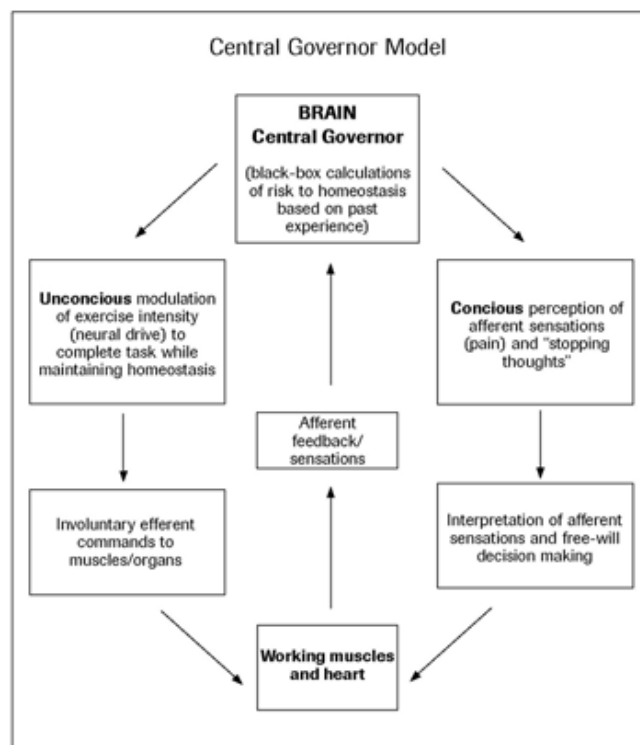 Central Governor Model
BRAIN
Central Governor
(black-box calculations
of risk to homeostasis
based on past
experience)
Unconcious modulation
of exercise intensity
(neural drive) to
complete task while
maintaining homeostasis
Concious perception of
afferent sensations
(pain) and "stopping
thoughts"
Afferent
feedback/
sensations
Involuntary efferent
commands to
muscles/organs
Interpretation of afferent
sensations and free-will
decision making
Working muscles
and heart